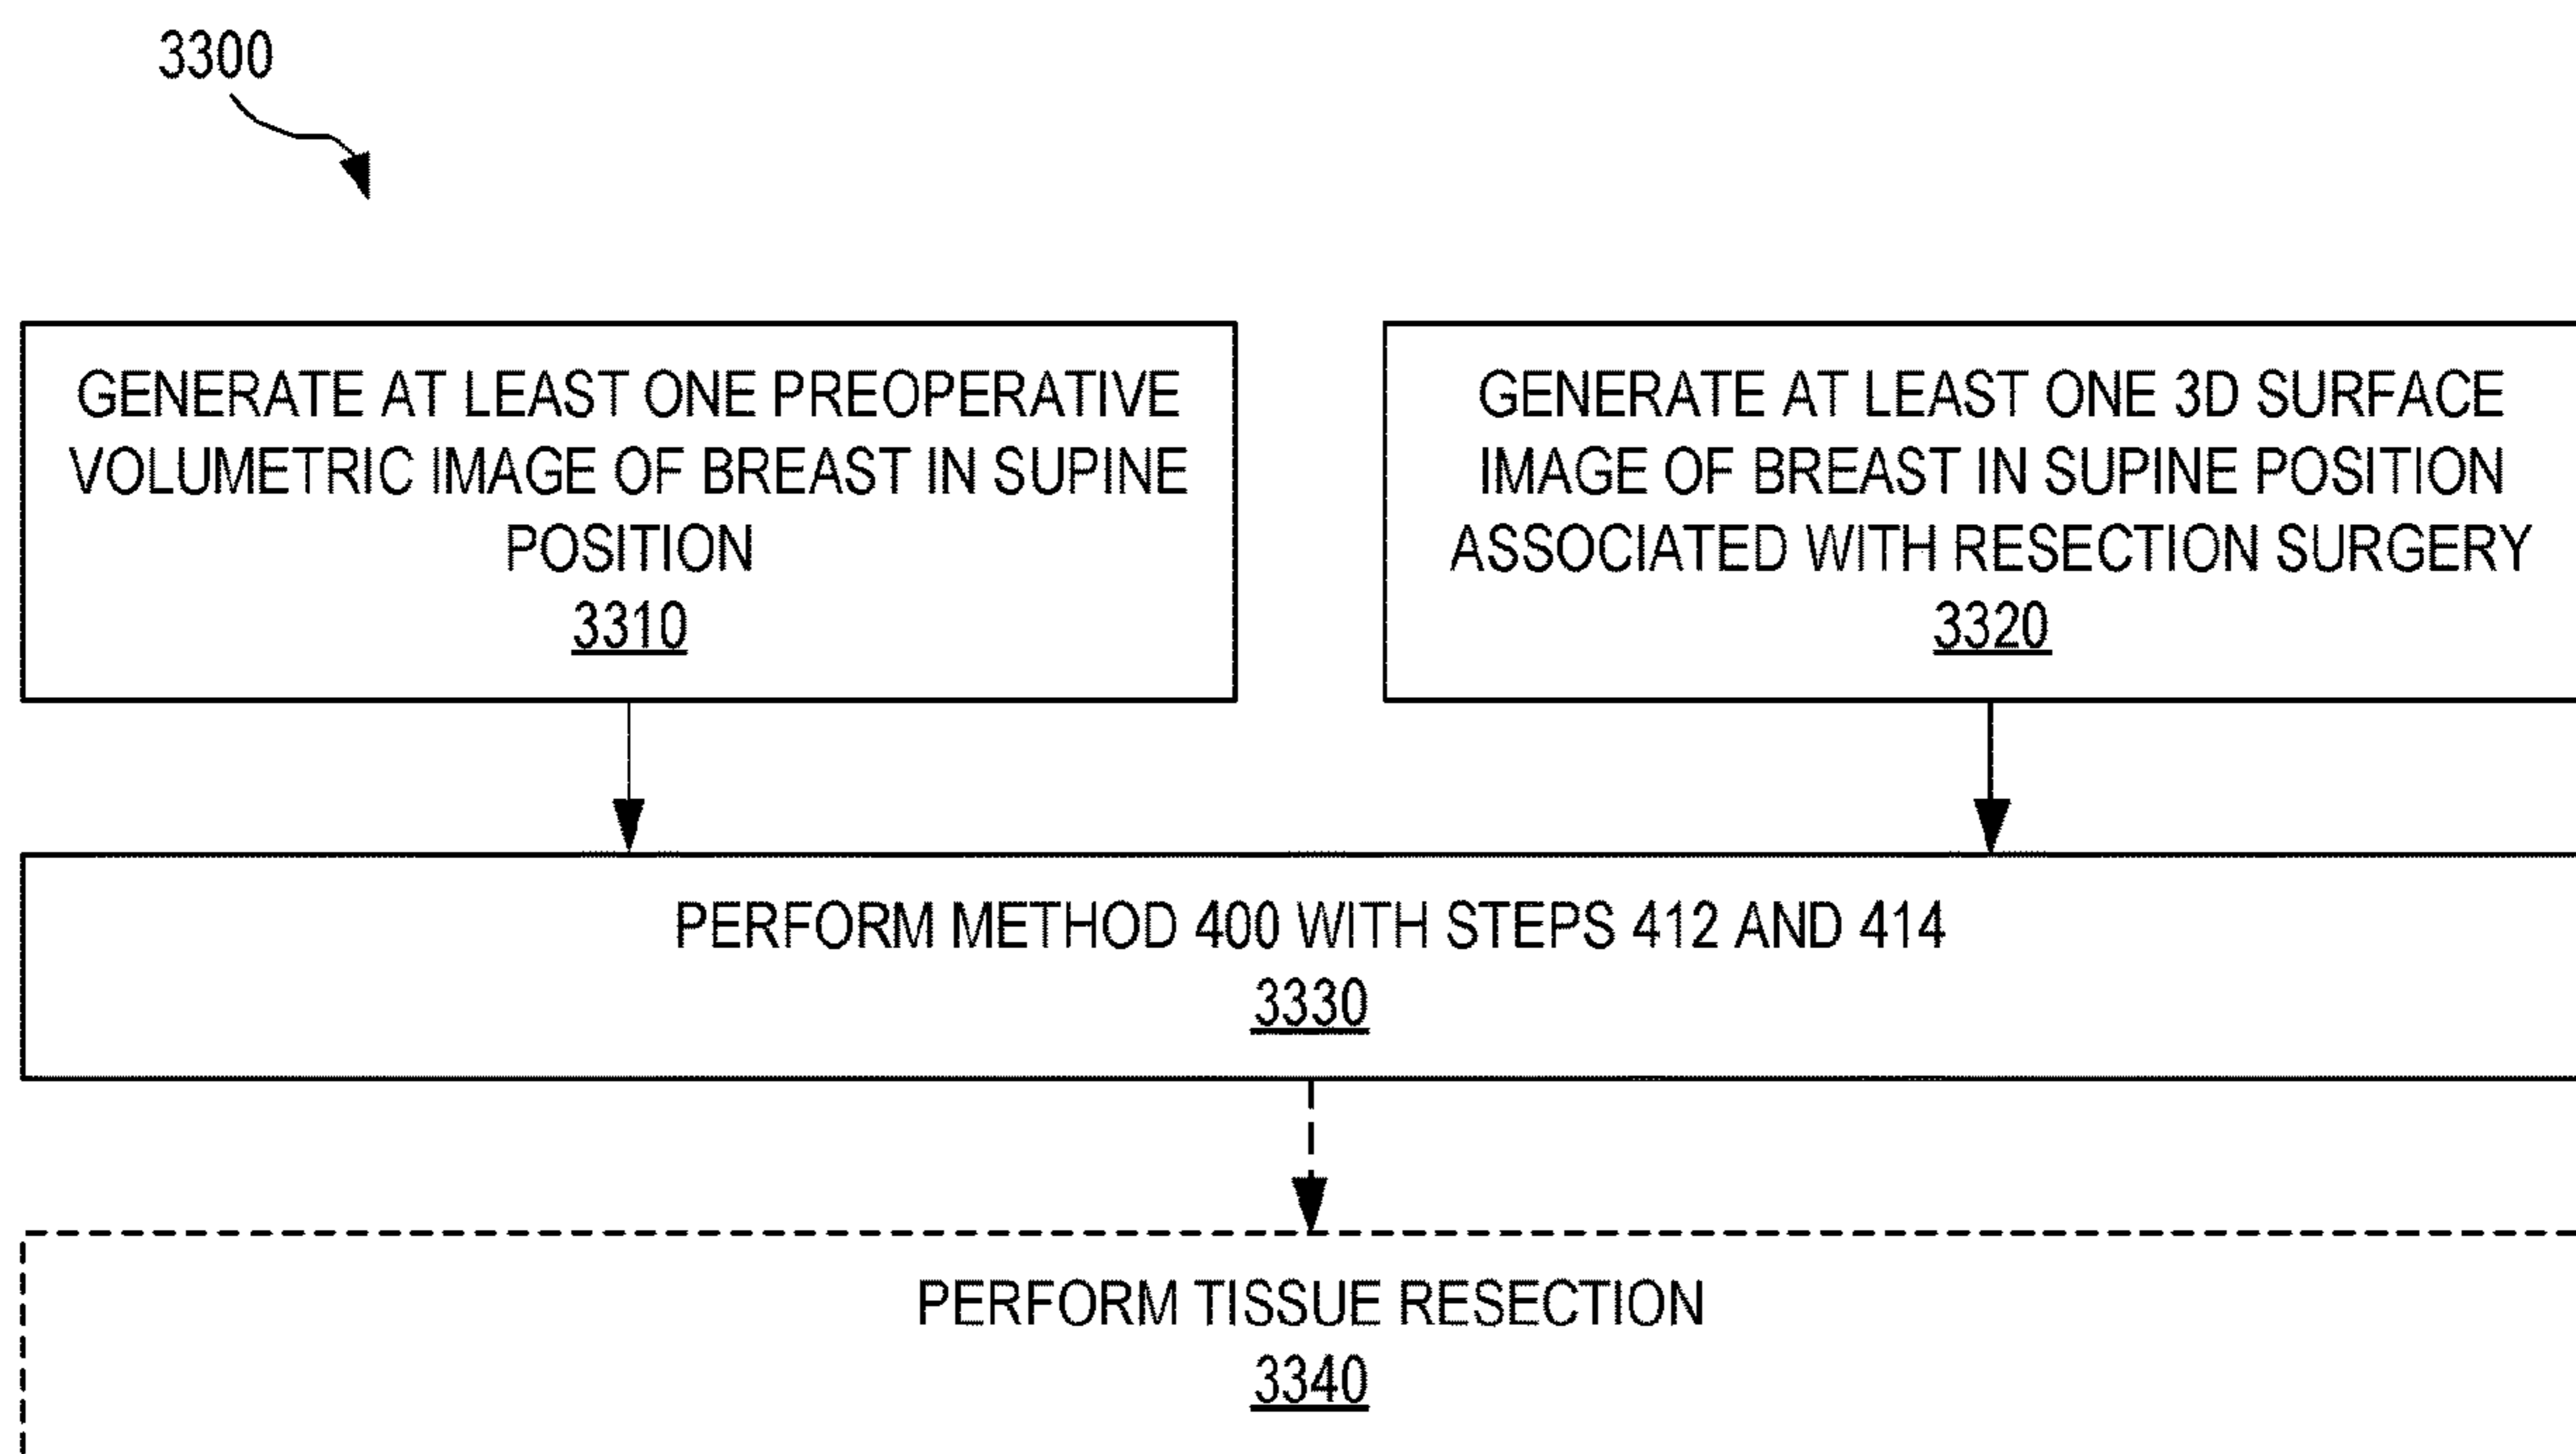 3300
GENERATE AT LEAST ONE PREOPERATIVE
VOLUMETRIC IMAGE OF BREAST IN SUPINE
POSITION
3310
GENERATE AT LEAST ONE 3D SURFACE
IMAGE OF BREAST IN SUPINE POSITION
ASSOCIATED WITH RESECTION SURGERY
3320
PERFORM METHOD 400 WITH STEPS 412 AND 414
3330
PERFORM TISSUE RESECTION
3340